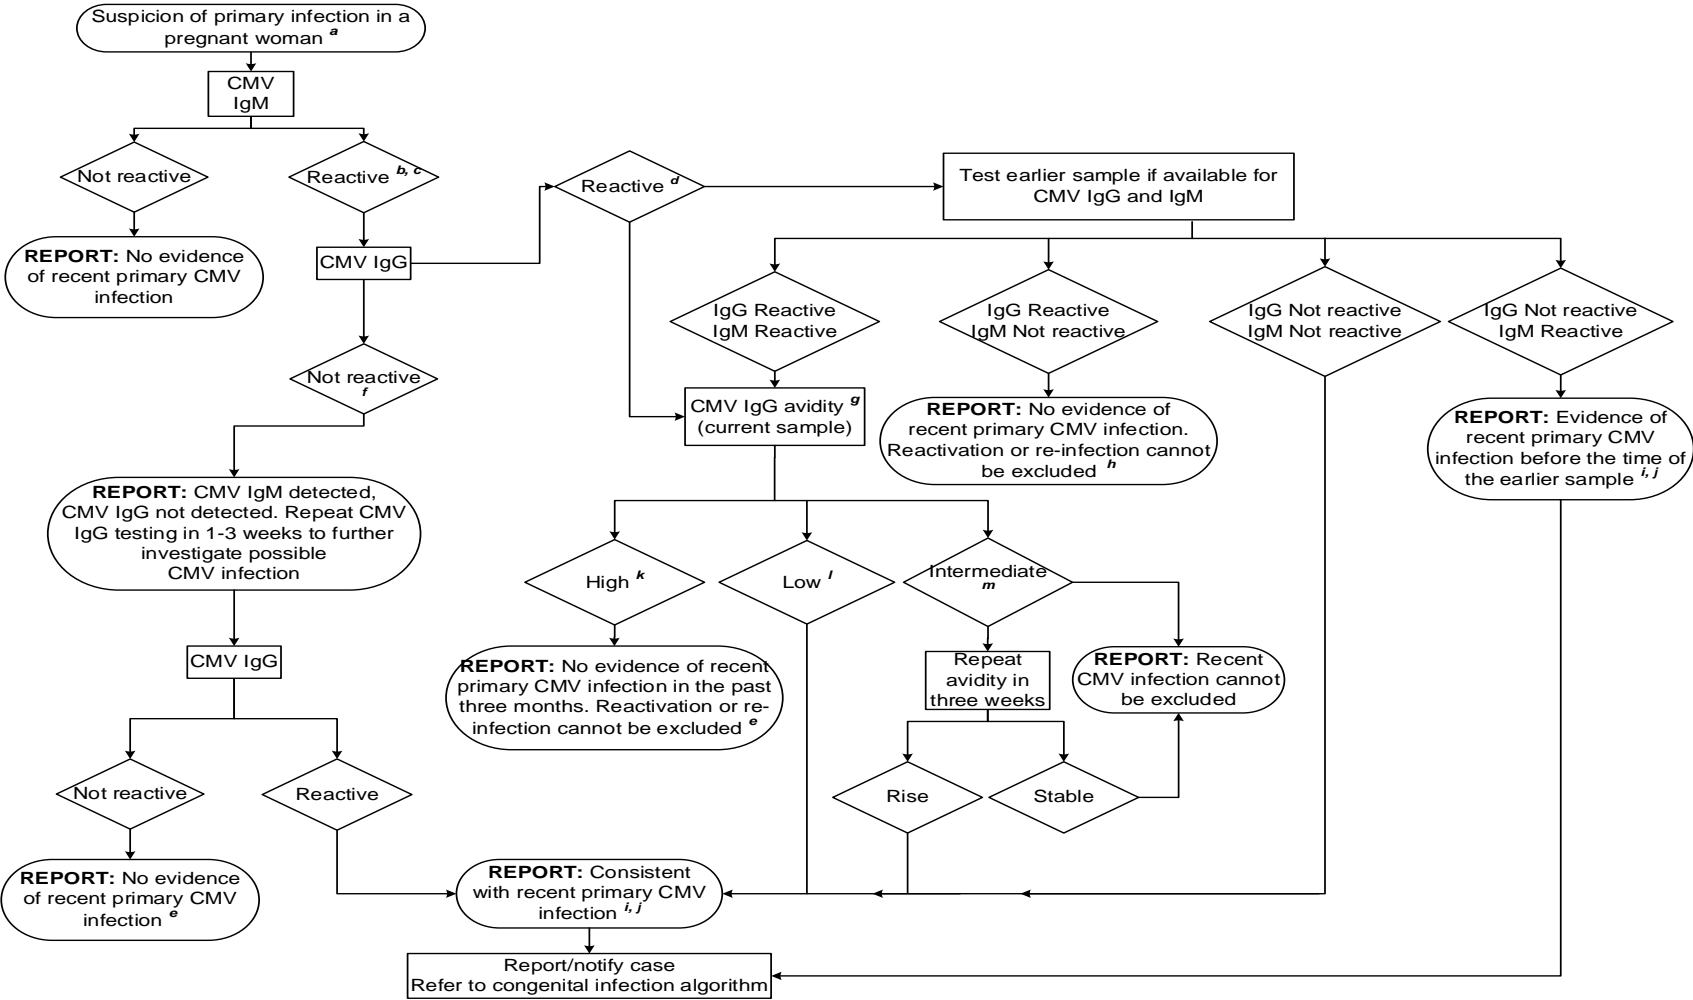 Suspicion of primary infection in a
pregnant woman a
CMV
IgM
Not reactive
Reactive b, c
REPORT: No evidence
of recent primary CMV
infection
CMV IgG
Reactive d
Test earlier sample if available for
CMV IgG and IgM
IgG Reactive
IgM Reactive
IgG Reactive
IgM Not reactive
IgG Not reactive
IgM Not reactive
IgG Not reactive
IgM Reactive
Not reactive
f
CMV IgG avidity g
(current sample)
REPORT: No evidence of
recent primary CMV infection.
Reactivation or re-infection cannot
be excluded h
REPORT: Evidence of
recent primary CMV
infection before the time of
the earlier sample i, j
REPORT: CMV IgM detected,
CMV IgG not detected. Repeat CMV
IgG testing in 1-3 weeks to further
investigate possible
CMV infection
High k
Low l
Intermediate
m
CMV IgG
REPORT: No evidence of recent
primary CMV infection in the past
three months. Reactivation or re-
infection cannot be excluded e
Repeat
avidity in
three weeks
REPORT: Recent
CMV infection cannot
be excluded
Not reactive
Reactive
Rise
Stable
REPORT: No evidence
of recent primary CMV
infection e
REPORT: Consistent
with recent primary CMV
infection i, j
Report/notify case
Refer to congenital infection algorithm